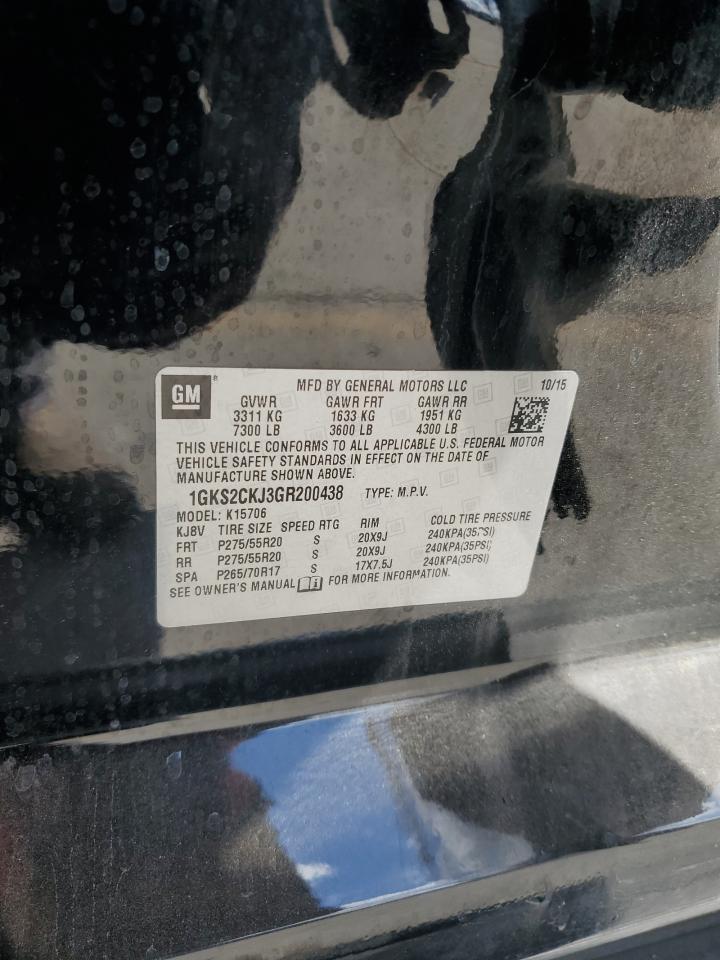 GM ® MFD BY GENERAL MOTORS LLC 10/15
GVWR GAWR FRT GAWR RR
3311 KG 1633 KG 1951 KG
7300 LB 3600 LB 4300 LB
THIS VEHICLE CONFORMS TO ALL APPLICABLE U.S. FEDERAL MOTOR
VEHICLE SAFETY STANDARDS IN EFFECT ON THE DATE OF
MANUFACTURE SHOWN ABOVE.
1GKS2CKJ3GR200438 TYPE: M.P.V.
MODEL: K15706
KJ8V TIRE SIZE SPEED RTG RIM COLD TIRE PRESSURE
FRT P275/55R20 S 20X9J 240KPA(35PSI)
RR P275/55R20 S 20X9J 240KPA(35PSI)
SPA P265/70R17 S 17X7.5J 240KPA(35PSI)
SEE OWNER'S MANUAL i FOR MORE INFORMATION.